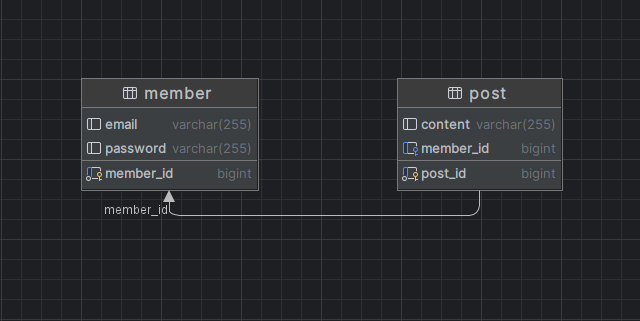 member
email varchar(255)
password varchar(255)
member_id bigint
post
content varchar(255)
member_id bigint
post_id bigint
member_id